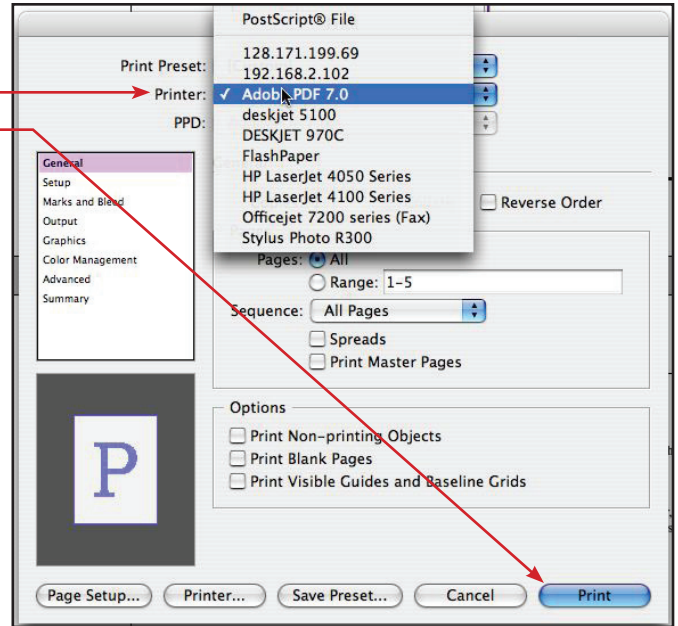 PostScript® File
128.171.199.69
Print Preset:
192.168.2.102
Printer: ✓ Adobe PDF 7.0
PPD:
deskjet 5100
DESKJET 970C
FlashPaper
HP LaserJet 4050 Series
HP LaserJet 4100 Series
Officejet 7200 series (Fax)
Stylus Photo R300
General
Setup
Marks and Bleed
Output
Graphics
Color Management
Advanced
Summary
Reverse Order
Pages: All
Range: 1-5
Sequence: All Pages
Spreads
Print Master Pages
Options
Print Non-printing Objects
Print Blank Pages
Print Visible Guides and Baseline Grids
P
Page Setup... Printer... Save Preset... Cancel Print